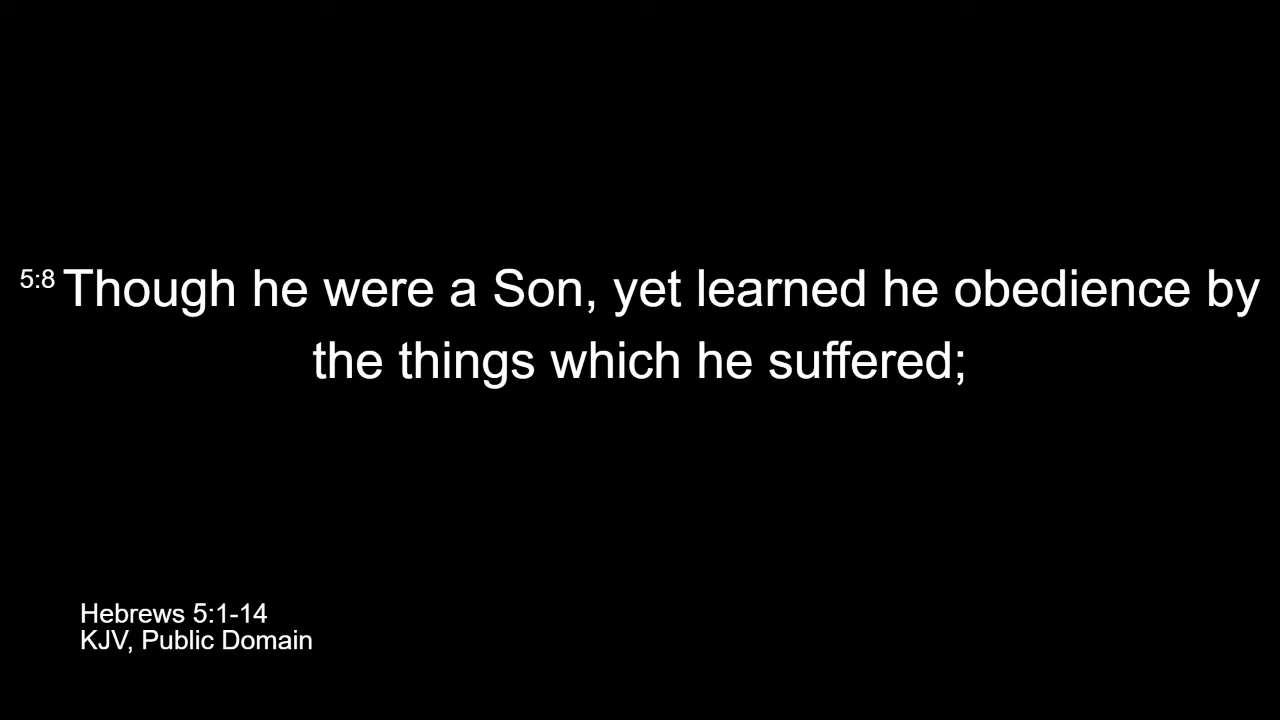 5:8 Though he were a Son, yet learned he obedience by
the things which he suffered;
Hebrews 5:1-14
KJV, Public Domain